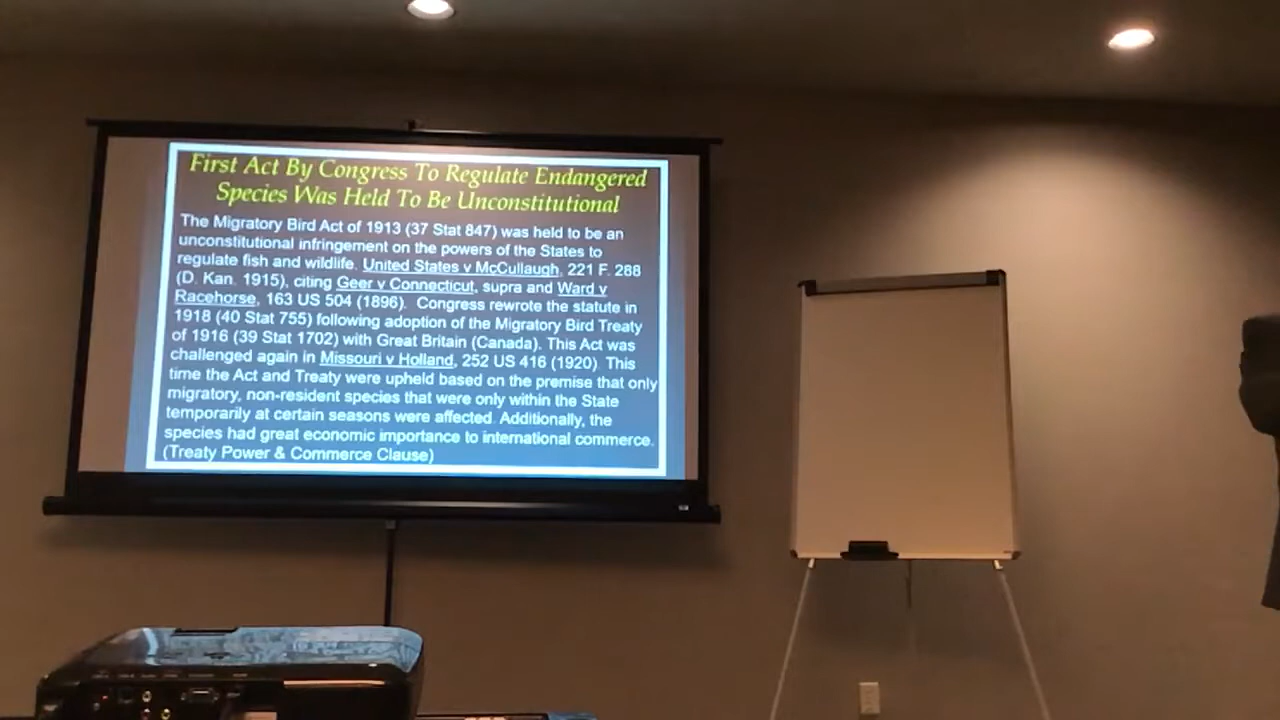 First Act By Congress To Regulate Endangered
Species Was Held To Be Unconstitutional
The Migratory Bird Act of 1913 (37 Stat 847) was held to be an
unconstitutional infringement on the powers of the States to
regulate fish and wildlife. United States v McCullaugh, 221 F. 288
(D. Kan. 1915), citing Geer v Connecticut, supra and Ward v
Racehorse, 163 US 504 (1896). Congress rewrote the statute in
1918 (40 Stat 755) following adoption of the Migratory Bird Treaty
of 1916 (39 Stat 1702) with Great Britain (Canada). This Act was
challenged again in Missouri v Holland, 252 US 416 (1920). This
time the Act and Treaty were upheld based on the premise that only
migratory, non-resident species that were only within the State
temporarily at certain seasons were affected. Additionally, the
species had great economic importance to international commerce.
(Treaty Power & Commerce Clause)